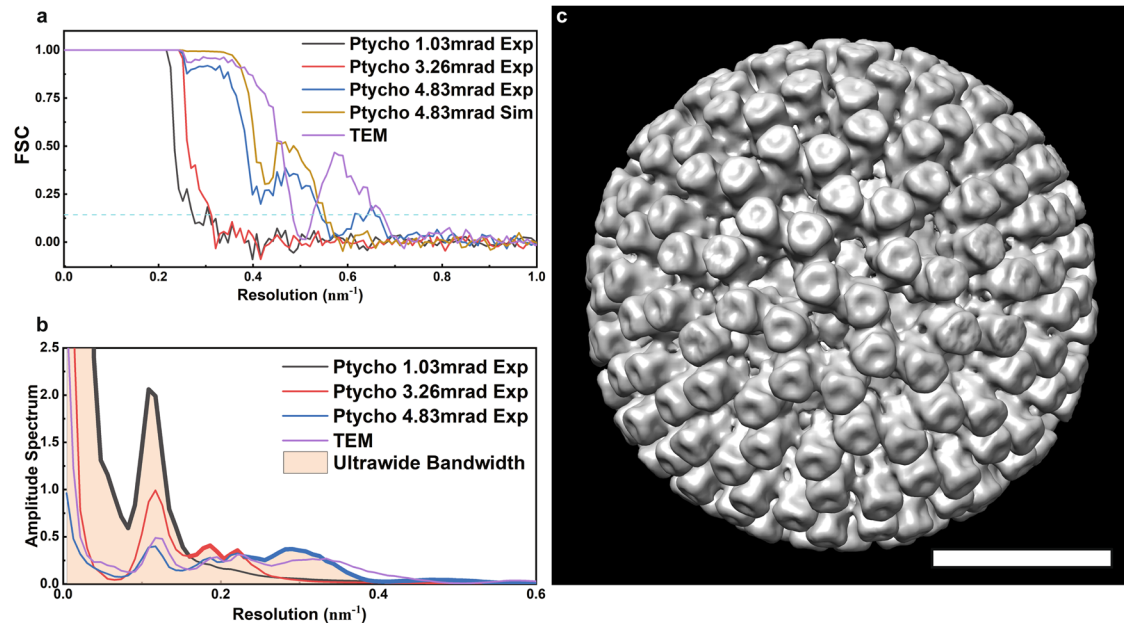 a
1.00
0.75
0.50
0.25
0.00
FSC
Ptycho 1.03mrad Exp
Ptycho 3.26mrad Exp
Ptycho 4.83mrad Exp
Ptycho 4.83mrad Sim
TEM
0.0 0.2 0.4 0.6 0.8 1.0
Resolution (nm⁻¹)
b
2.5
2.0
1.5
1.0
0.5
0.0
Amplitude Spectrum
Ptycho 1.03mrad Exp
Ptycho 3.26mrad Exp
Ptycho 4.83mrad Exp
TEM
Ultrawide Bandwidth
0.0 0.2 0.4 0.6
Resolution (nm⁻¹)
c